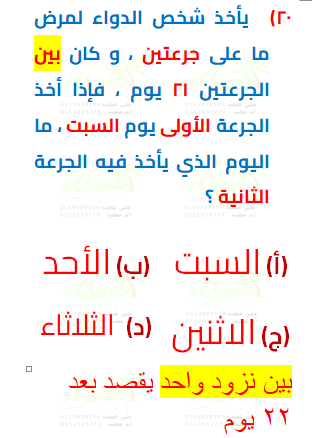 ٢٠) يأخذ شخص الدواء لمرض
ما على جرعتين ، و كان بين
الجرعتين ٢١ يوم ، فإذا أخذ
الجرعة الأولى يوم السبت ، ما
اليوم الذي يأخذ فيه الجرعة
الثانية ؟
(أ) السبت (ب) الأحد
(ج) الاثنين (د) الثلاثاء
بين نزود واحد يقصد بعد
٢٢ يوم